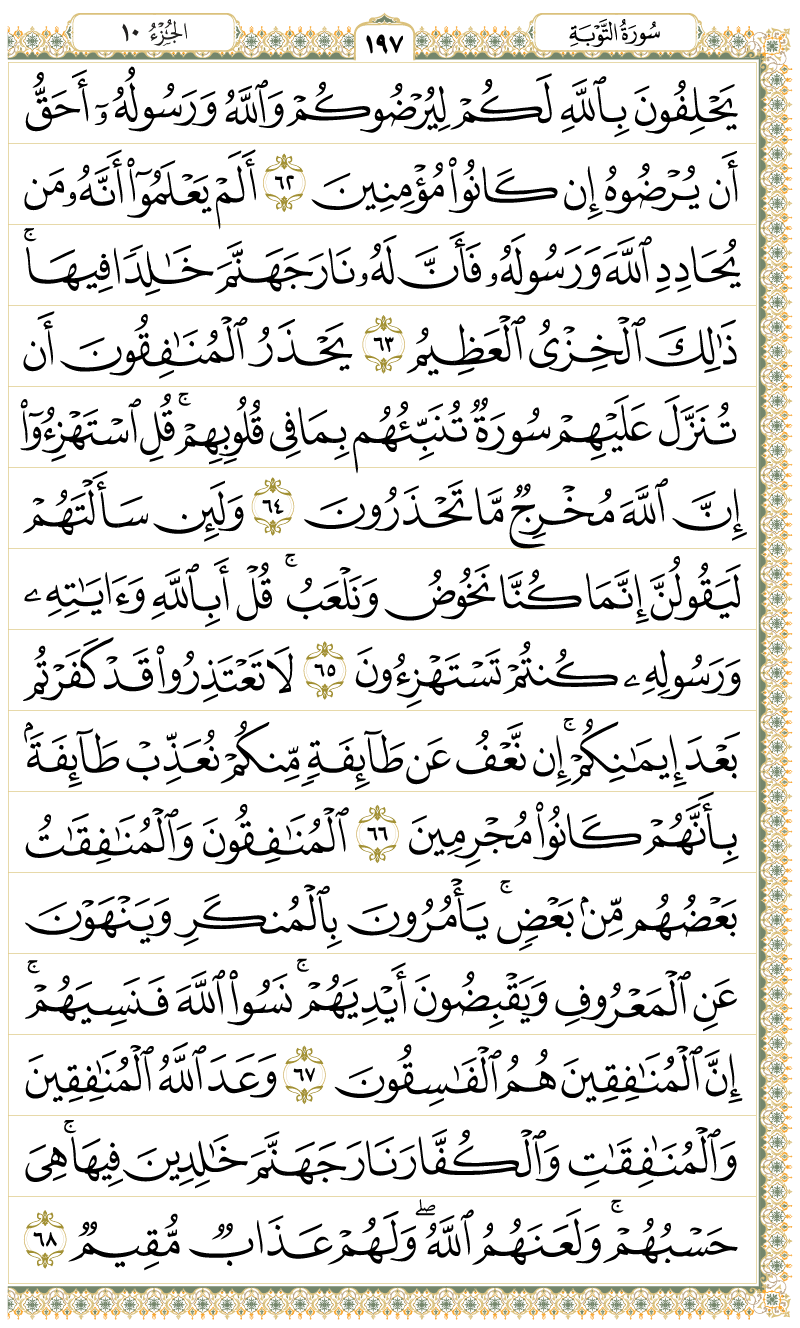 سُورَةُ التَّوۡبَةِ
١٩٧
الجُزْءُ ١٠
يَحۡلِفُونَ بِٱللَّهِ لَكُمۡ لِيُرۡضُوكُمۡ وَٱللَّهُ وَرَسُولُهُۥٓ أَحَقُّ
أَن يُرۡضُوهُ إِن كَانُواْ مُؤۡمِنِينَ ٦٢ أَلَمۡ يَعۡلَمُوٓاْ أَنَّهُۥ مَن
يُحَادِدِ ٱللَّهَ وَرَسُولَهُۥ فَأَنَّ لَهُۥ نَارَ جَهَنَّمَ خَٰلِدٗا فِيهَاۚ
ذَٰلِكَ ٱلۡخِزۡيُ ٱلۡعَظِيمُ ٦٣ يَحۡذَرُ ٱلۡمُنَٰفِقُونَ أَن
تُنَزَّلَ عَلَيۡهِمۡ سُورَةٞ تُنَبِّئُهُم بِمَا فِي قُلُوبِهِمۡۚ قُلِ ٱسۡتَهۡزِءُوٓاْ
إِنَّ ٱللَّهَ مُخۡرِجٞ مَّا تَحۡذَرُونَ ٦٤ وَلَئِن سَأَلۡتَهُمۡ
لَيَقُولُنَّ إِنَّمَا كُنَّا نَخُوضُ وَنَلۡعَبُۚ قُلۡ أَبِٱللَّهِ وَءَايَٰتِهِۦ
وَرَسُولِهِۦ كُنتُمۡ تَسۡتَهۡزِءُونَ ٦٥ لَا تَعۡتَذِرُواْ قَدۡ كَفَرۡتُم
بَعۡدَ إِيمَٰنِكُمۡۚ إِن نَّعۡفُ عَن طَآئِفَةٖ مِّنكُمۡ نُعَذِّبۡ طَآئِفَةَۢ
بِأَنَّهُمۡ كَانُواْ مُجۡرِمِينَ ٦٦ ٱلۡمُنَٰفِقُونَ وَٱلۡمُنَٰفِقَٰتُ
بَعۡضُهُم مِّنۢ بَعۡضٖۚ يَأۡمُرُونَ بِٱلۡمُنكَرِ وَيَنۡهَوۡنَ
عَنِ ٱلۡمَعۡرُوفِ وَيَقۡبِضُونَ أَيۡدِيَهُمۡۚ نَسُواْ ٱللَّهَ فَنَسِيَهُمۡۚ
إِنَّ ٱلۡمُنَٰفِقِينَ هُمُ ٱلۡفَٰسِقُونَ ٦٧ وَعَدَ ٱللَّهُ ٱلۡمُنَٰفِقِينَ
وَٱلۡمُنَٰفِقَٰتِ وَٱلۡكُفَّارَ نَارَ جَهَنَّمَ خَٰلِدِينَ فِيهَاۚ هِيَ
حَسۡبُهُمۡۚ وَلَعَنَهُمُ ٱللَّهُۖ وَلَهُمۡ عَذَابٞ مُّقِيمٞ ٦٨